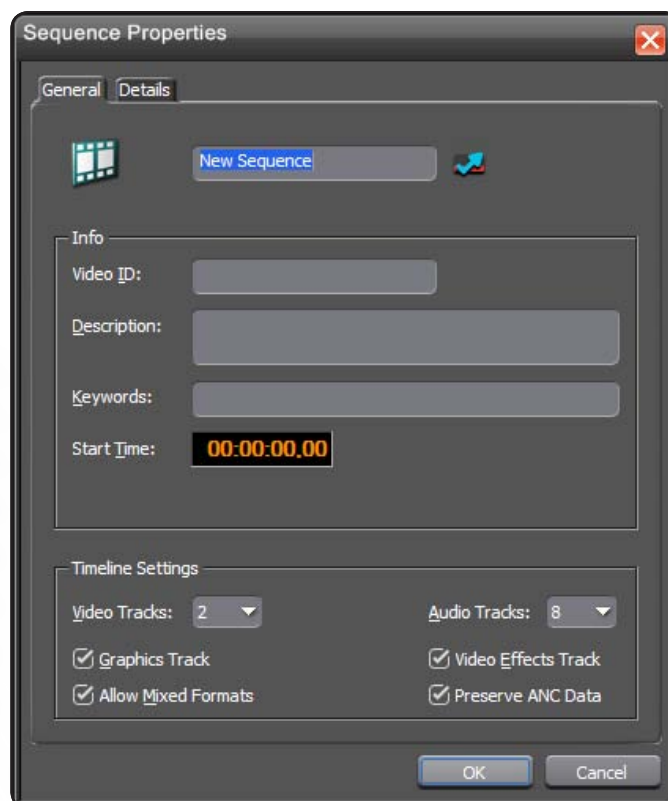 Sequence Properties
General Details
New Sequence
Info
Video ID:
Description:
Keywords:
Start Time: 00:00:00.00
Timeline Settings
Video Tracks: 2 Audio Tracks: 8
Graphics Track Video Effects Track
Allow Mixed Formats Preserve ANC Data
OK Cancel